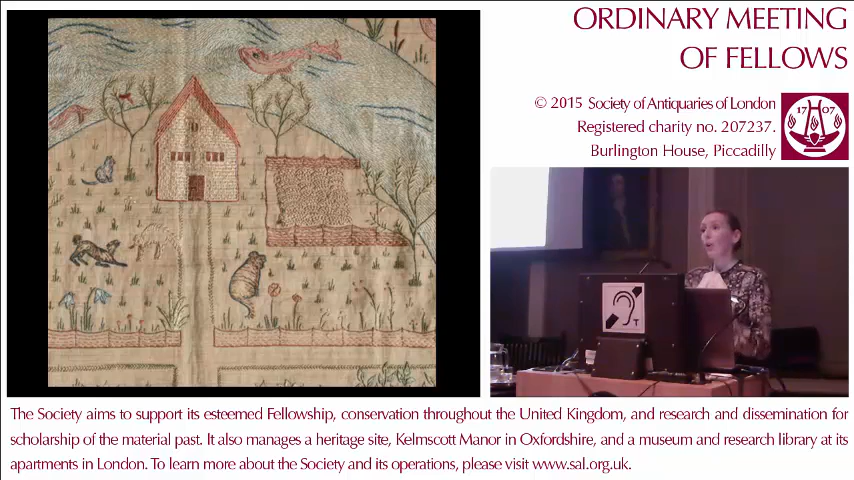 ORDINARY MEETING
OF FELLOWS
© 2015 Society of Antiquaries of London
Registered charity no. 207237.
Burlington House, Piccadilly
17 07
T
The Society aims to support its esteemed Fellowship, conservation throughout the United Kingdom, and research and dissemination for
scholarship of the material past. It also manages a heritage site, Kelmscott Manor in Oxfordshire, and a museum and research library at its
apartments in London. To learn more about the Society and its operations, please visit www.sal.org.uk.